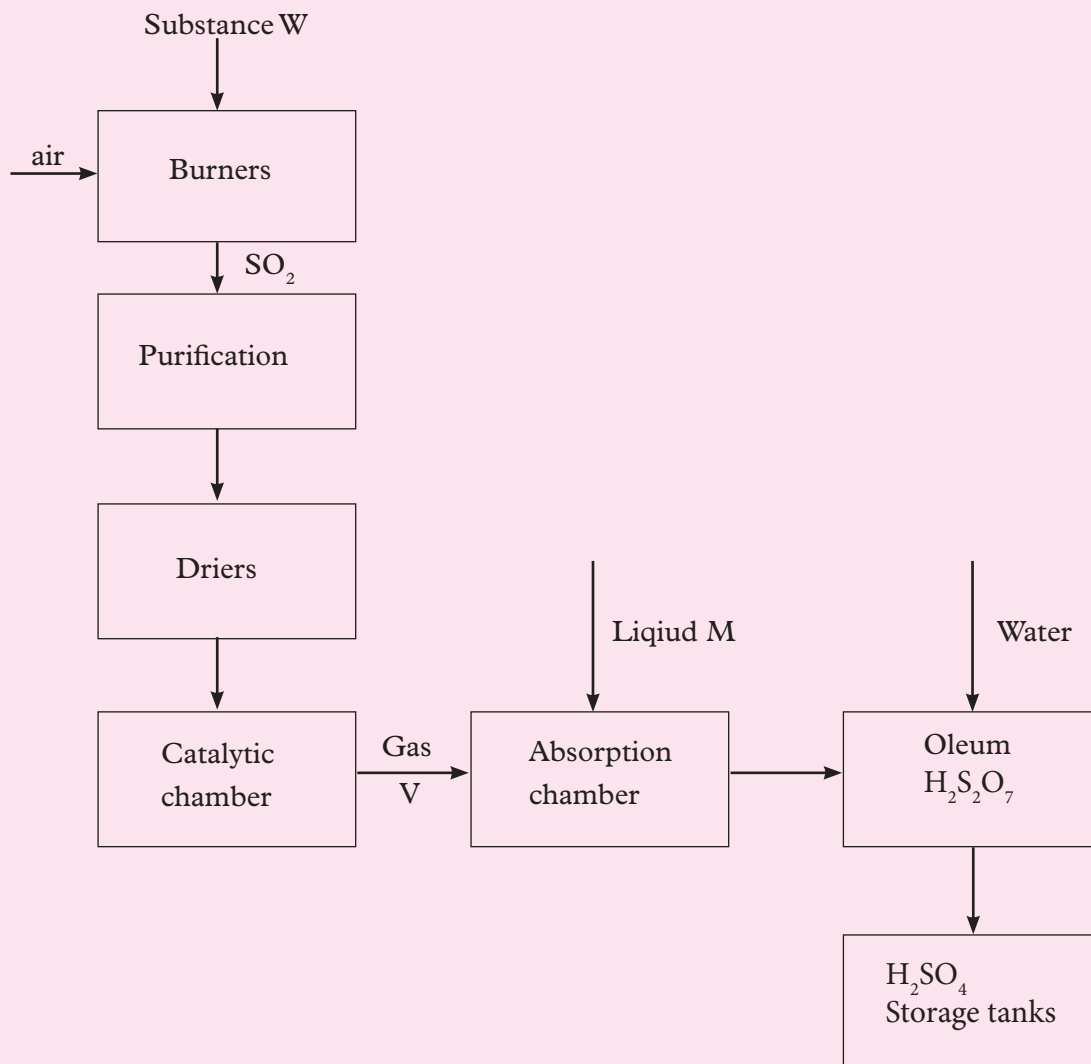 Substance W
air
Burners
SO₂
Purification
Driers
Liqiud M
Water
Catalytic
chamber
Gas
V
Absorption
chamber
Oleum
H₂S₂O₇
H₂SO₄
Storage tanks